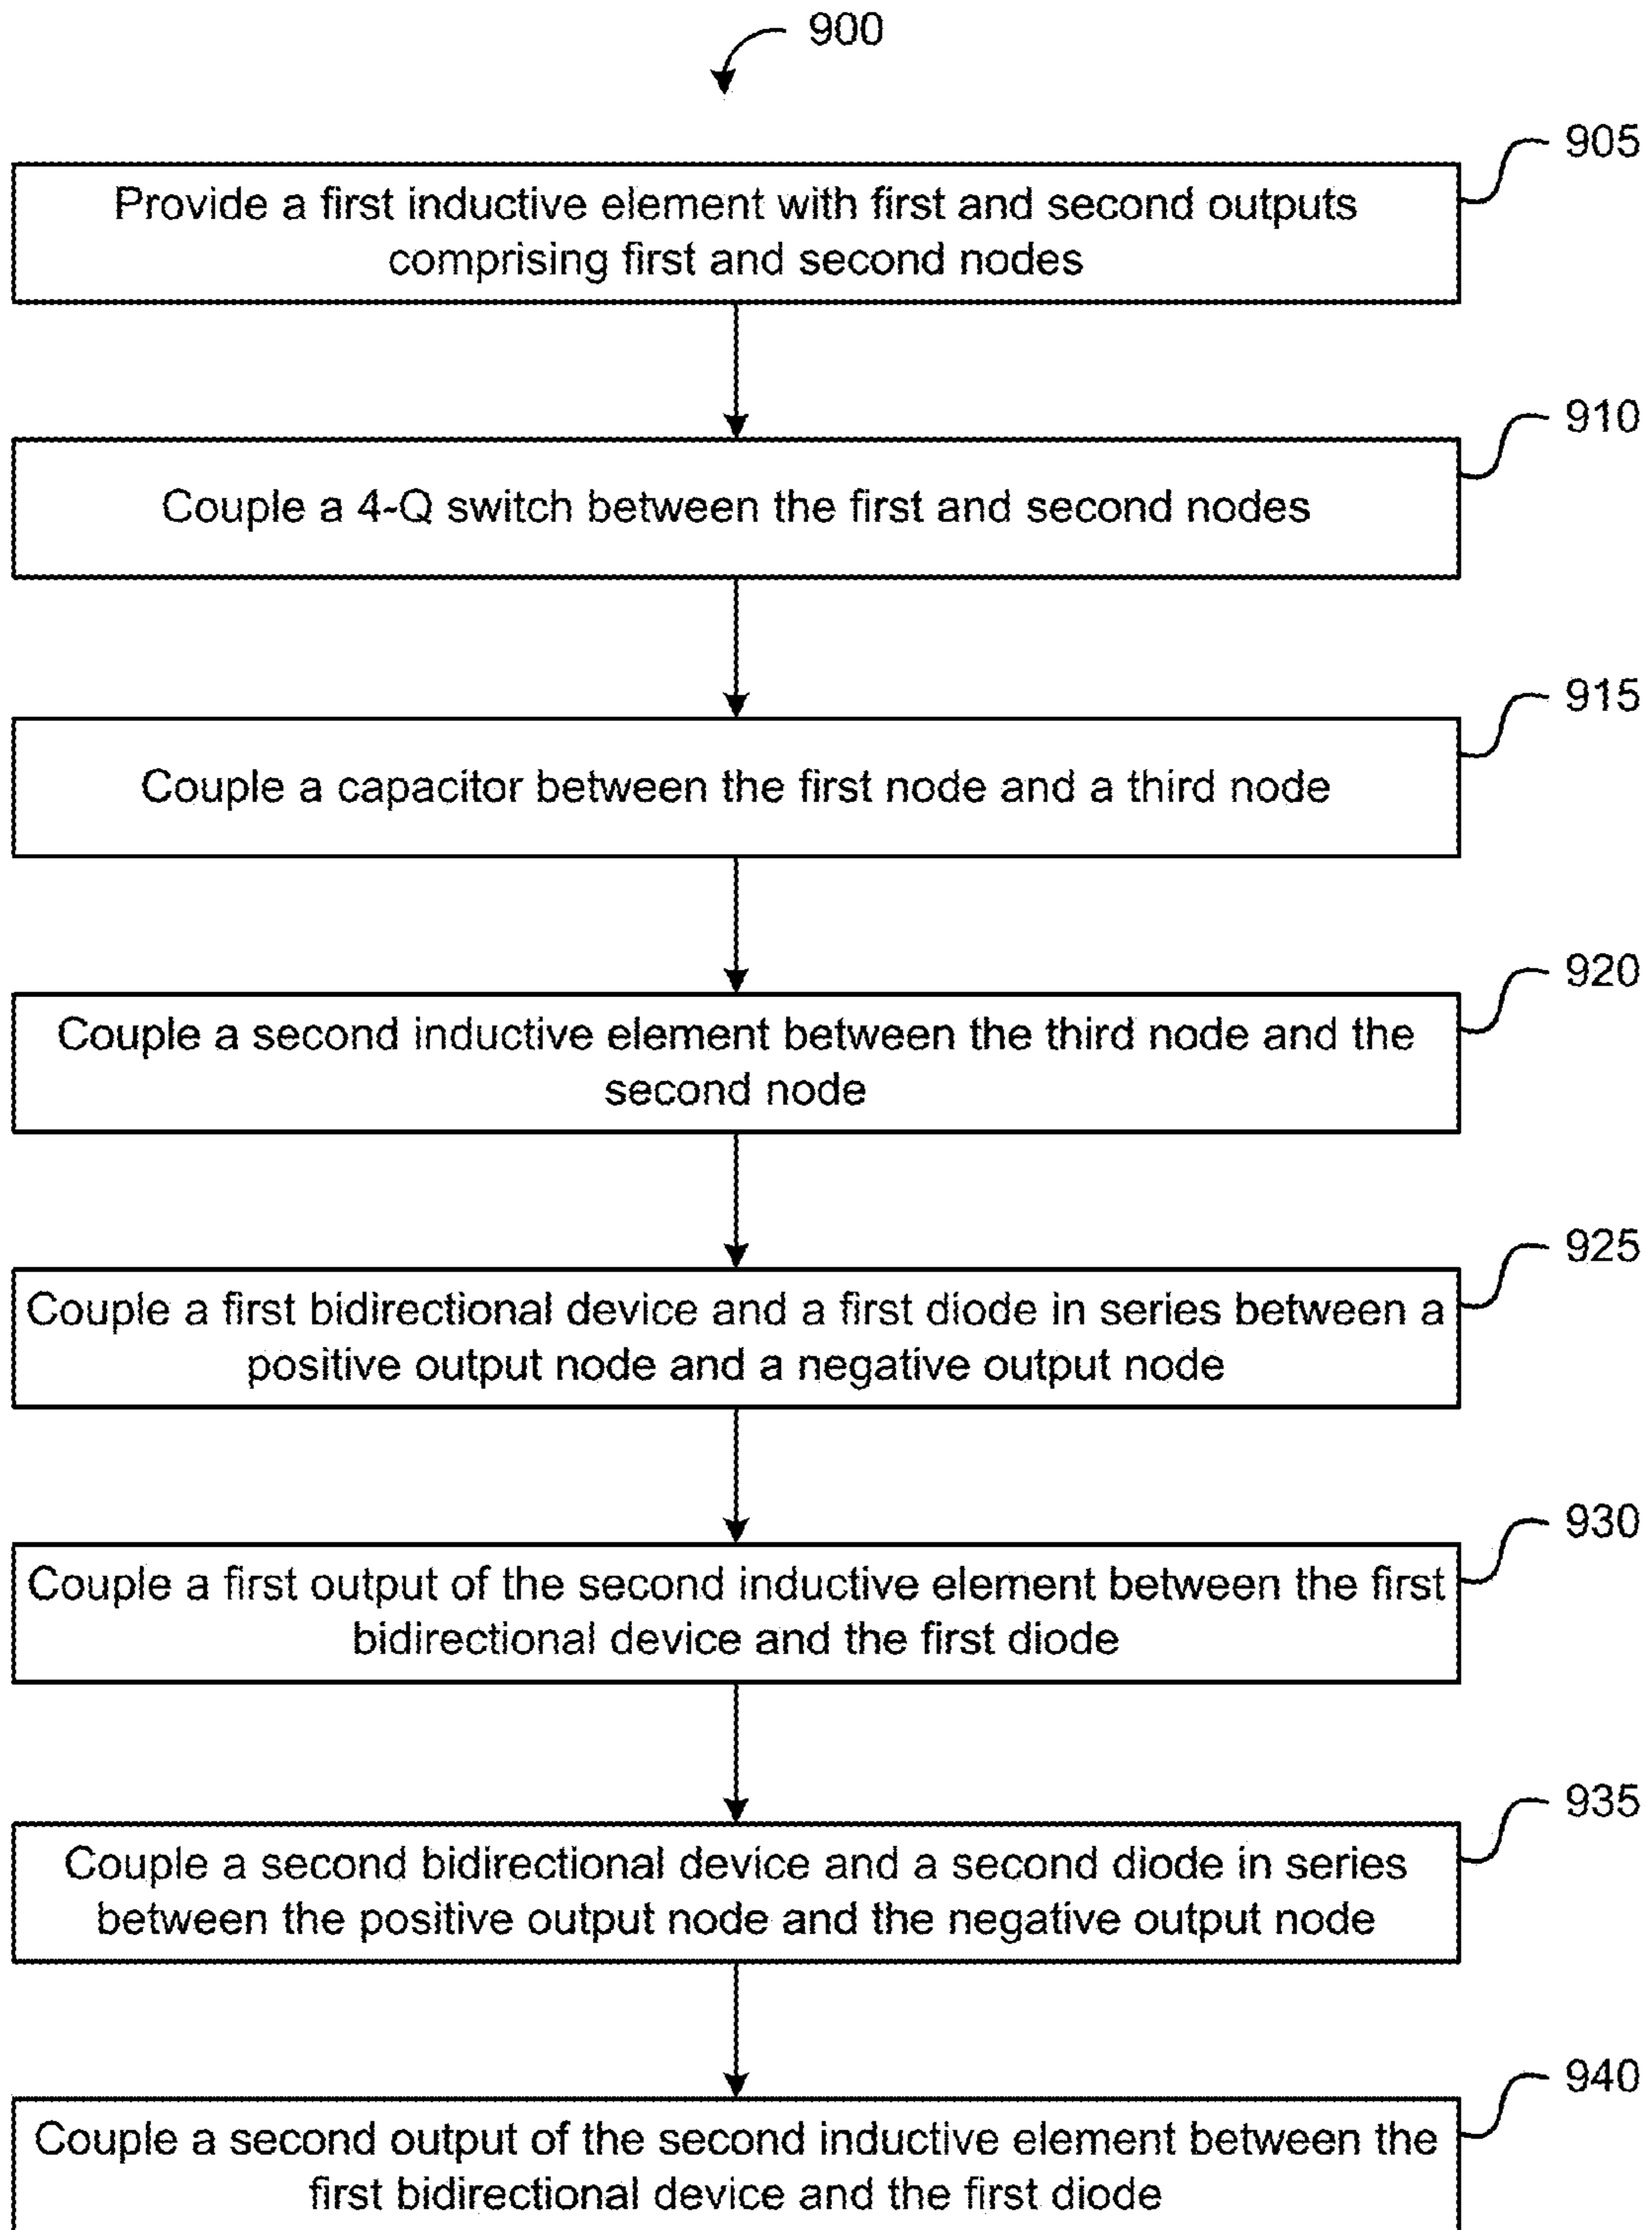 900
905
Provide a first inductive element with first and second outputs
comprising first and second nodes
910
Couple a 4-Q switch between the first and second nodes
915
Couple a capacitor between the first node and a third node
920
Couple a second inductive element between the third node and the
second node
925
Couple a first bidirectional device and a first diode in series between a
positive output node and a negative output node
930
Couple a first output of the second inductive element between the first
bidirectional device and the first diode
935
Couple a second bidirectional device and a second diode in series
between the positive output node and the negative output node
940
Couple a second output of the second inductive element between the
first bidirectional device and the first diode